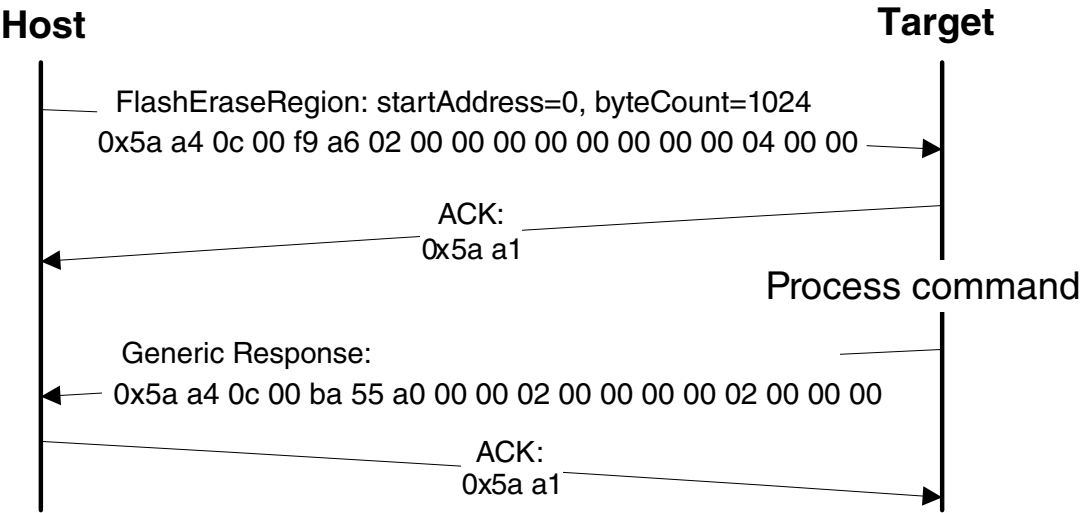 Host
Target
FlashEraseRegion: startAddress=0, byteCount=1024
0x5a a4 0c 00 f9 a6 02 00 00 00 00 00 00 00 00 04 00 00
ACK:
0x5a a1
Process command
Generic Response:
0x5a a4 0c 00 ba 55 a0 00 00 02 00 00 00 00 02 00 00 00
ACK:
0x5a a1